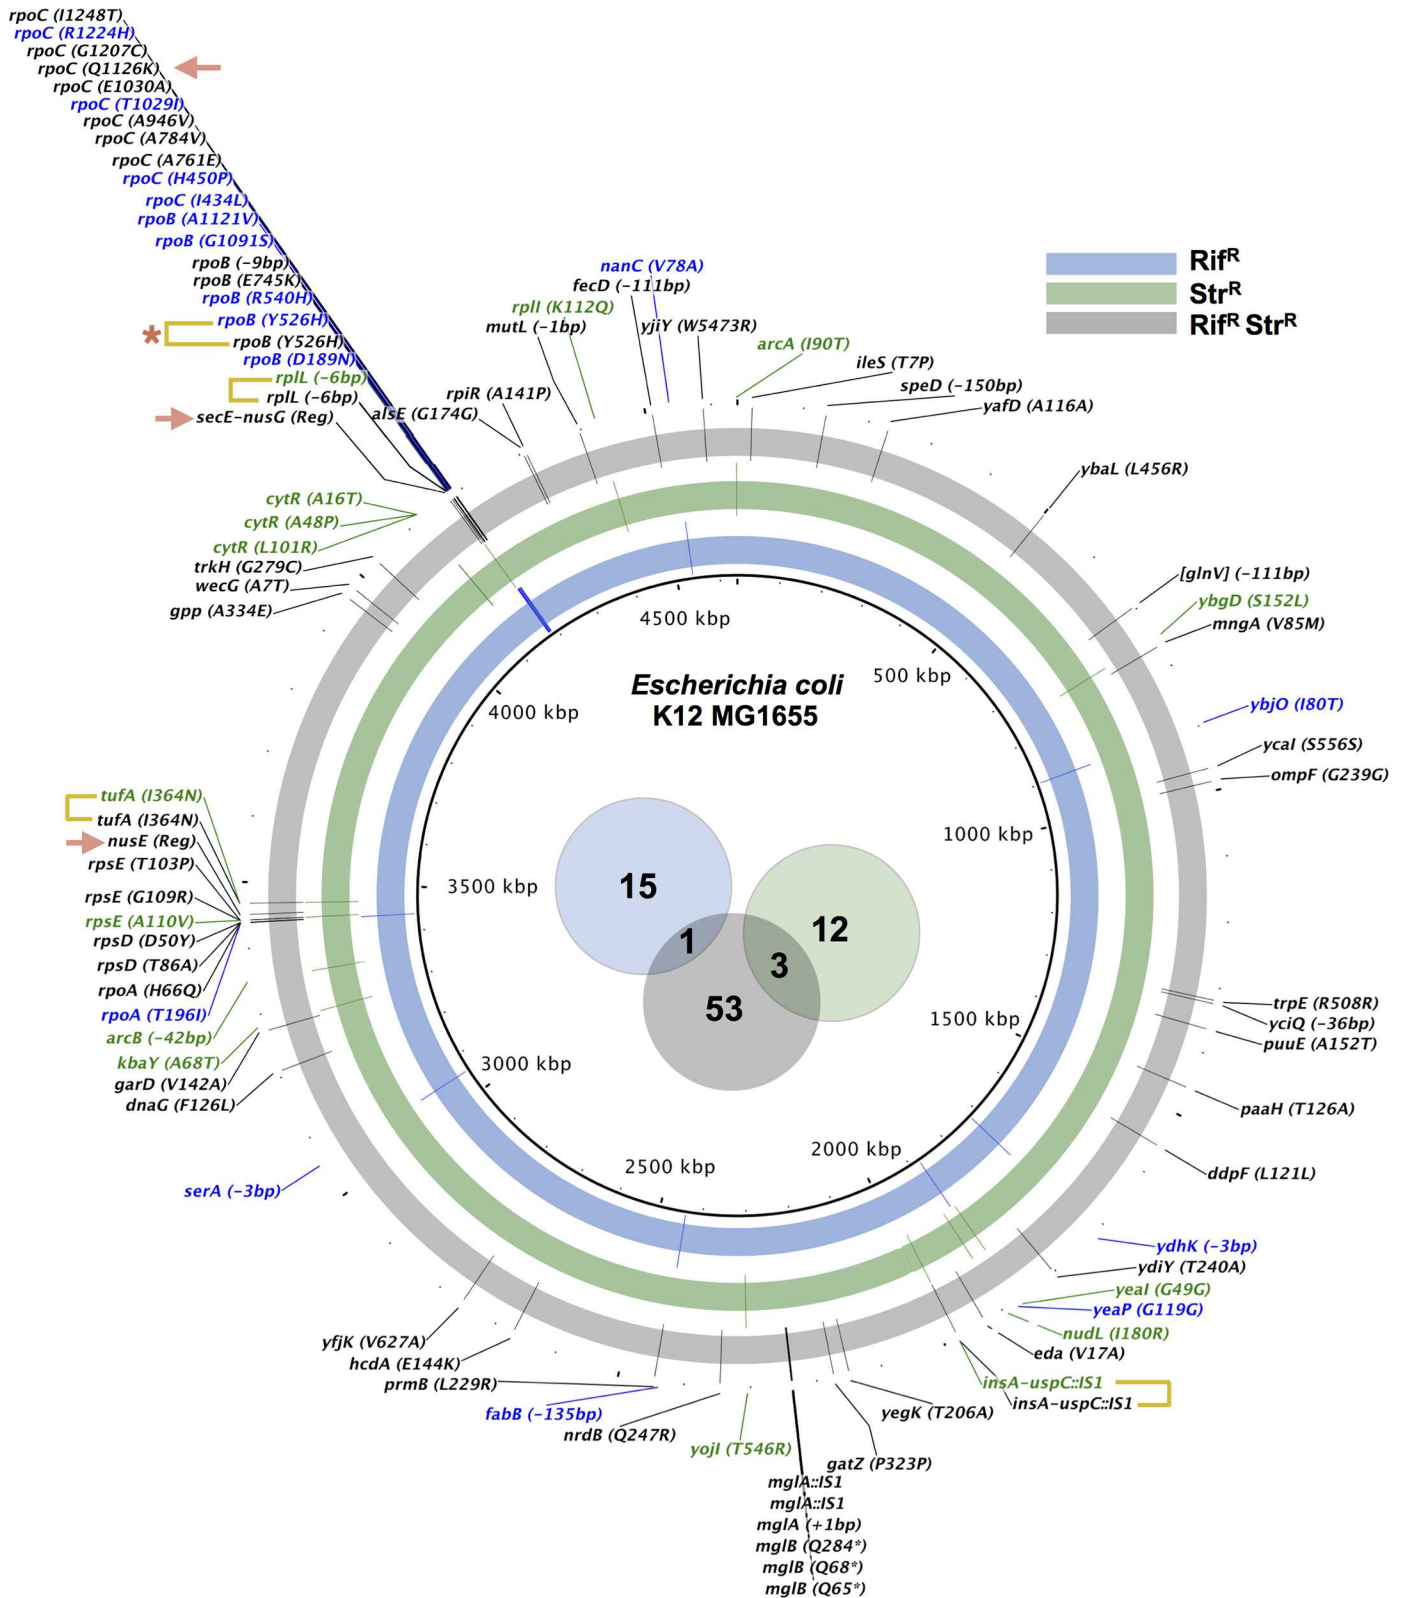 rpoC (I1248T)
rpoC (R1224H)
rpoC (G1207C)
rpoC (Q1126K)
rpoC (E1030A)
rpoC (T1029I)
rpoC (A946V)
rpoC (A784V)
rpoC (A761E)
rpoC (H450P)
rpoC (I434L)
rpoB (A1121V)
rpoB (G1091S)
rpoB (-9bp)
rpoB (E745K)
rpoB (R540H)
rpoB (Y526H)
*
rpoB (Y526H)
rpoB (D189N)
rplL (-6bp)
rplL (-6bp)
secE-nusG (Reg)
alsE (G174G)
rpiR (A141P)
mutL (-1bp)
rplI (K112Q)
fecD (-111bp)
nanC (V78A)
yjiY (W5473R)
arcA (I90T)
ileS (T7P)
speD (-150bp)
yafD (A116A)
ybaL (L456R)
[glnV] (-111bp)
ybgD (S152L)
mngA (V85M)
ybjO (I80T)
ycaI (S556S)
ompF (G239G)
trpE (R508R)
yciQ (-36bp)
puuE (A152T)
paaH (T126A)
ddpF (L121L)
ydhK (-3bp)
ydiY (T240A)
yeaI (G49G)
yeaP (G119G)
nudL (I180R)
eda (V17A)
insA-uspC::IS1
insA-uspC::IS1
yegK (T206A)
gatZ (P323P)
mglA::IS1
mglA::IS1
mglA (+1bp)
mglB (Q284*)
mglB (Q68*)
mglB (Q65*)
yojI (T546R)
nrdB (Q247R)
fabB (-135bp)
prmB (L229R)
hcdA (E144K)
yfjK (V627A)
serA (-3bp)
dnaG (F126L)
garD (V142A)
kbaY (A68T)
arcB (-42bp)
rpoA (T196I)
rpoA (H66Q)
rpsD (T86A)
rpsD (D50Y)
rpsE (A110V)
rpsE (G109R)
rpsE (T103P)
nusE (Reg)
tufA (I364N)
tufA (I364N)
gpp (A334E)
wecG (A7T)
trkH (G279C)
cytR (L101R)
cytR (A48P)
cytR (A16T)
RifR
StrR
RifR StrR
4500 kbp
500 kbp
4000 kbp
1000 kbp
3500 kbp
1500 kbp
3000 kbp
2000 kbp
2500 kbp
Escherichia coli
K12 MG1655
15
12
1
3
53